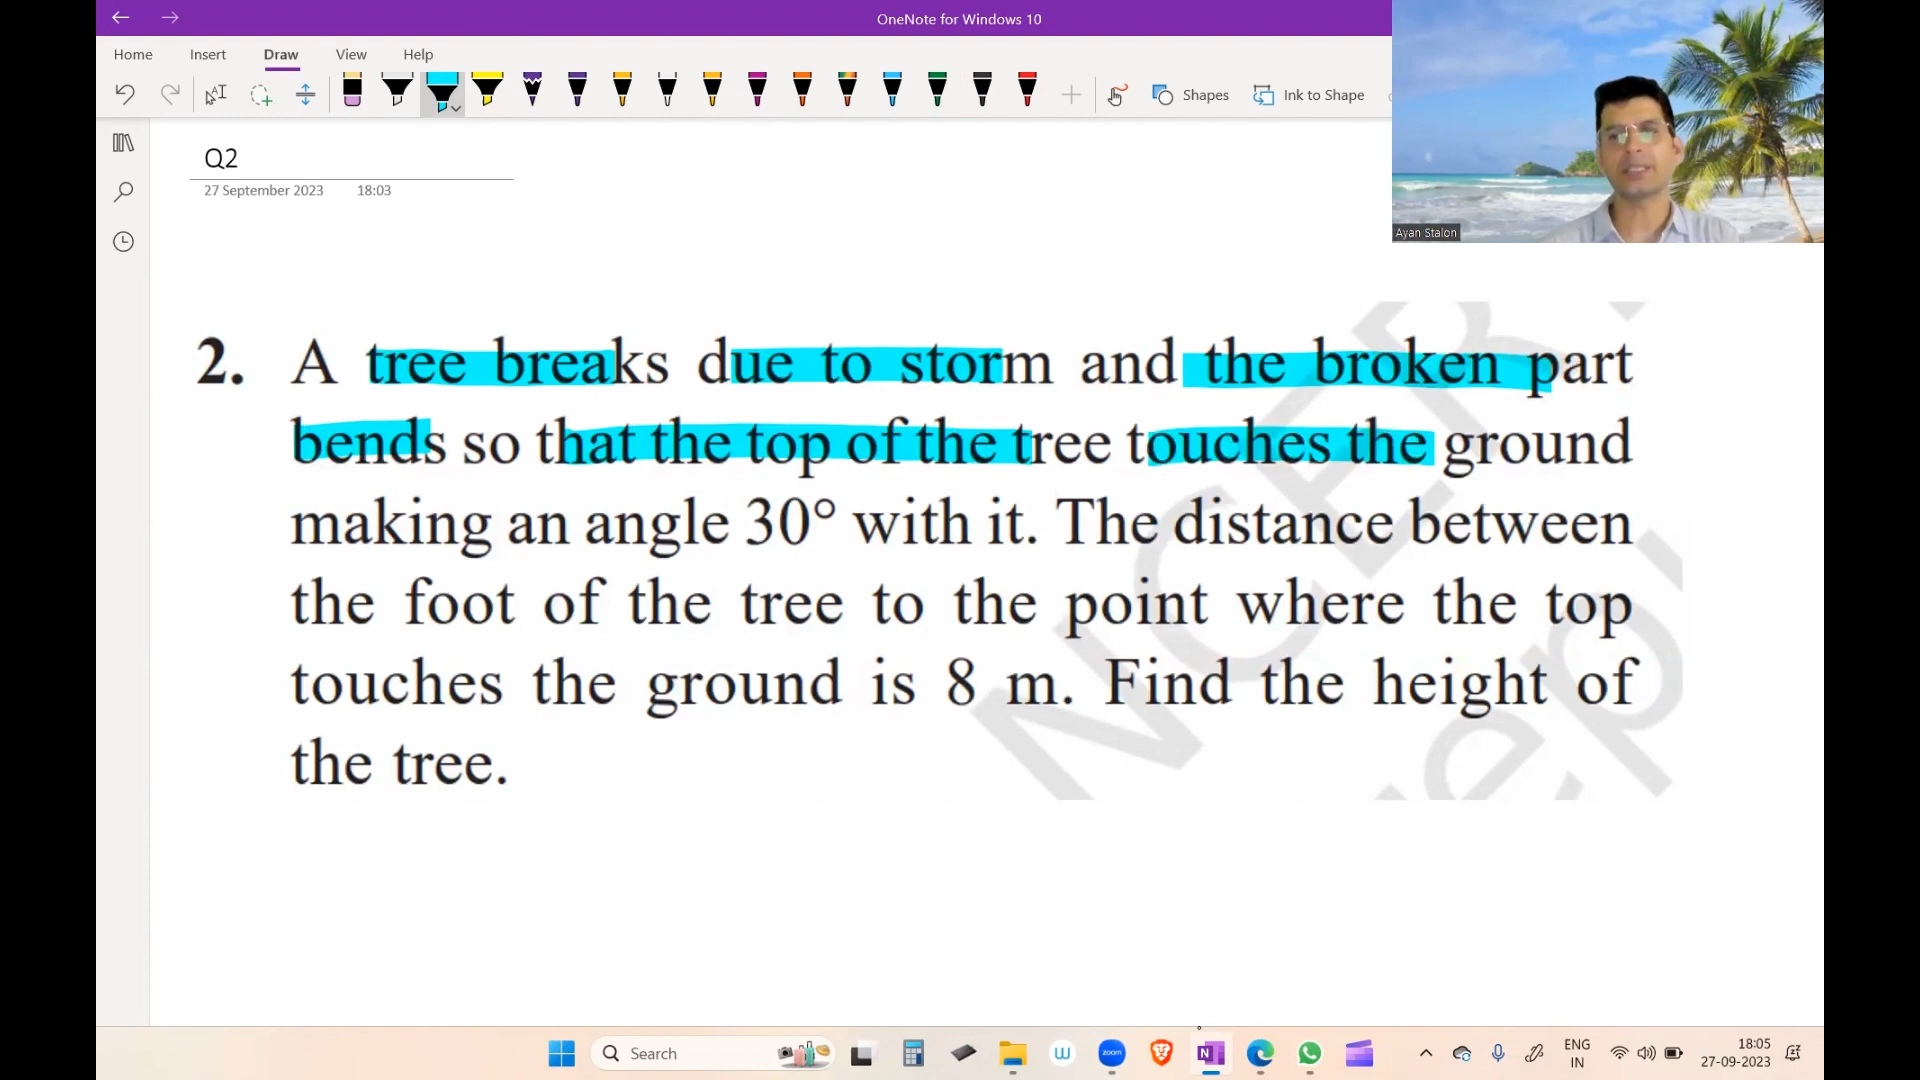 OneNote for Windows 10
Home Insert Draw View Help
Shapes Ink to Shape
Ayan Stalon
Q2
27 September 2023 18:03
2. A tree breaks due to storm and the broken part
bends so that the top of the tree touches the ground
making an angle 30° with it. The distance between
the foot of the tree to the point where the top
touches the ground is 8 m. Find the height of
the tree.
Search
zoom
ENG
IN
18:05
27-09-2023